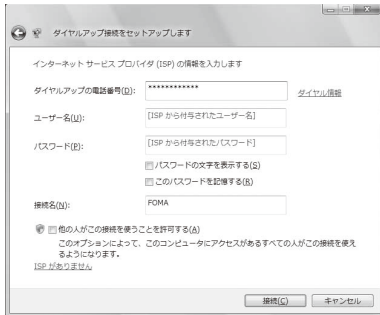 ダイヤルアップ接続をセットアップします
インターネット サービス プロバイダ (ISP) の情報を入力します
ダイヤルアップの電話番号(D): ************ ダイヤル情報
ユーザー名(U): [ISP から付与されたユーザー名]
パスワード(P): [ISP から付与されたパスワード]
パスワードの文字を表示する(S)
このパスワードを記憶する(R)
接続名(N): FOMA
他の人がこの接続を使うことを許可する(A)
このオプションによって、このコンピュータにアクセスがあるすべての人がこの接続を使え
るようになります。
ISP がありません
接続(C) キャンセル